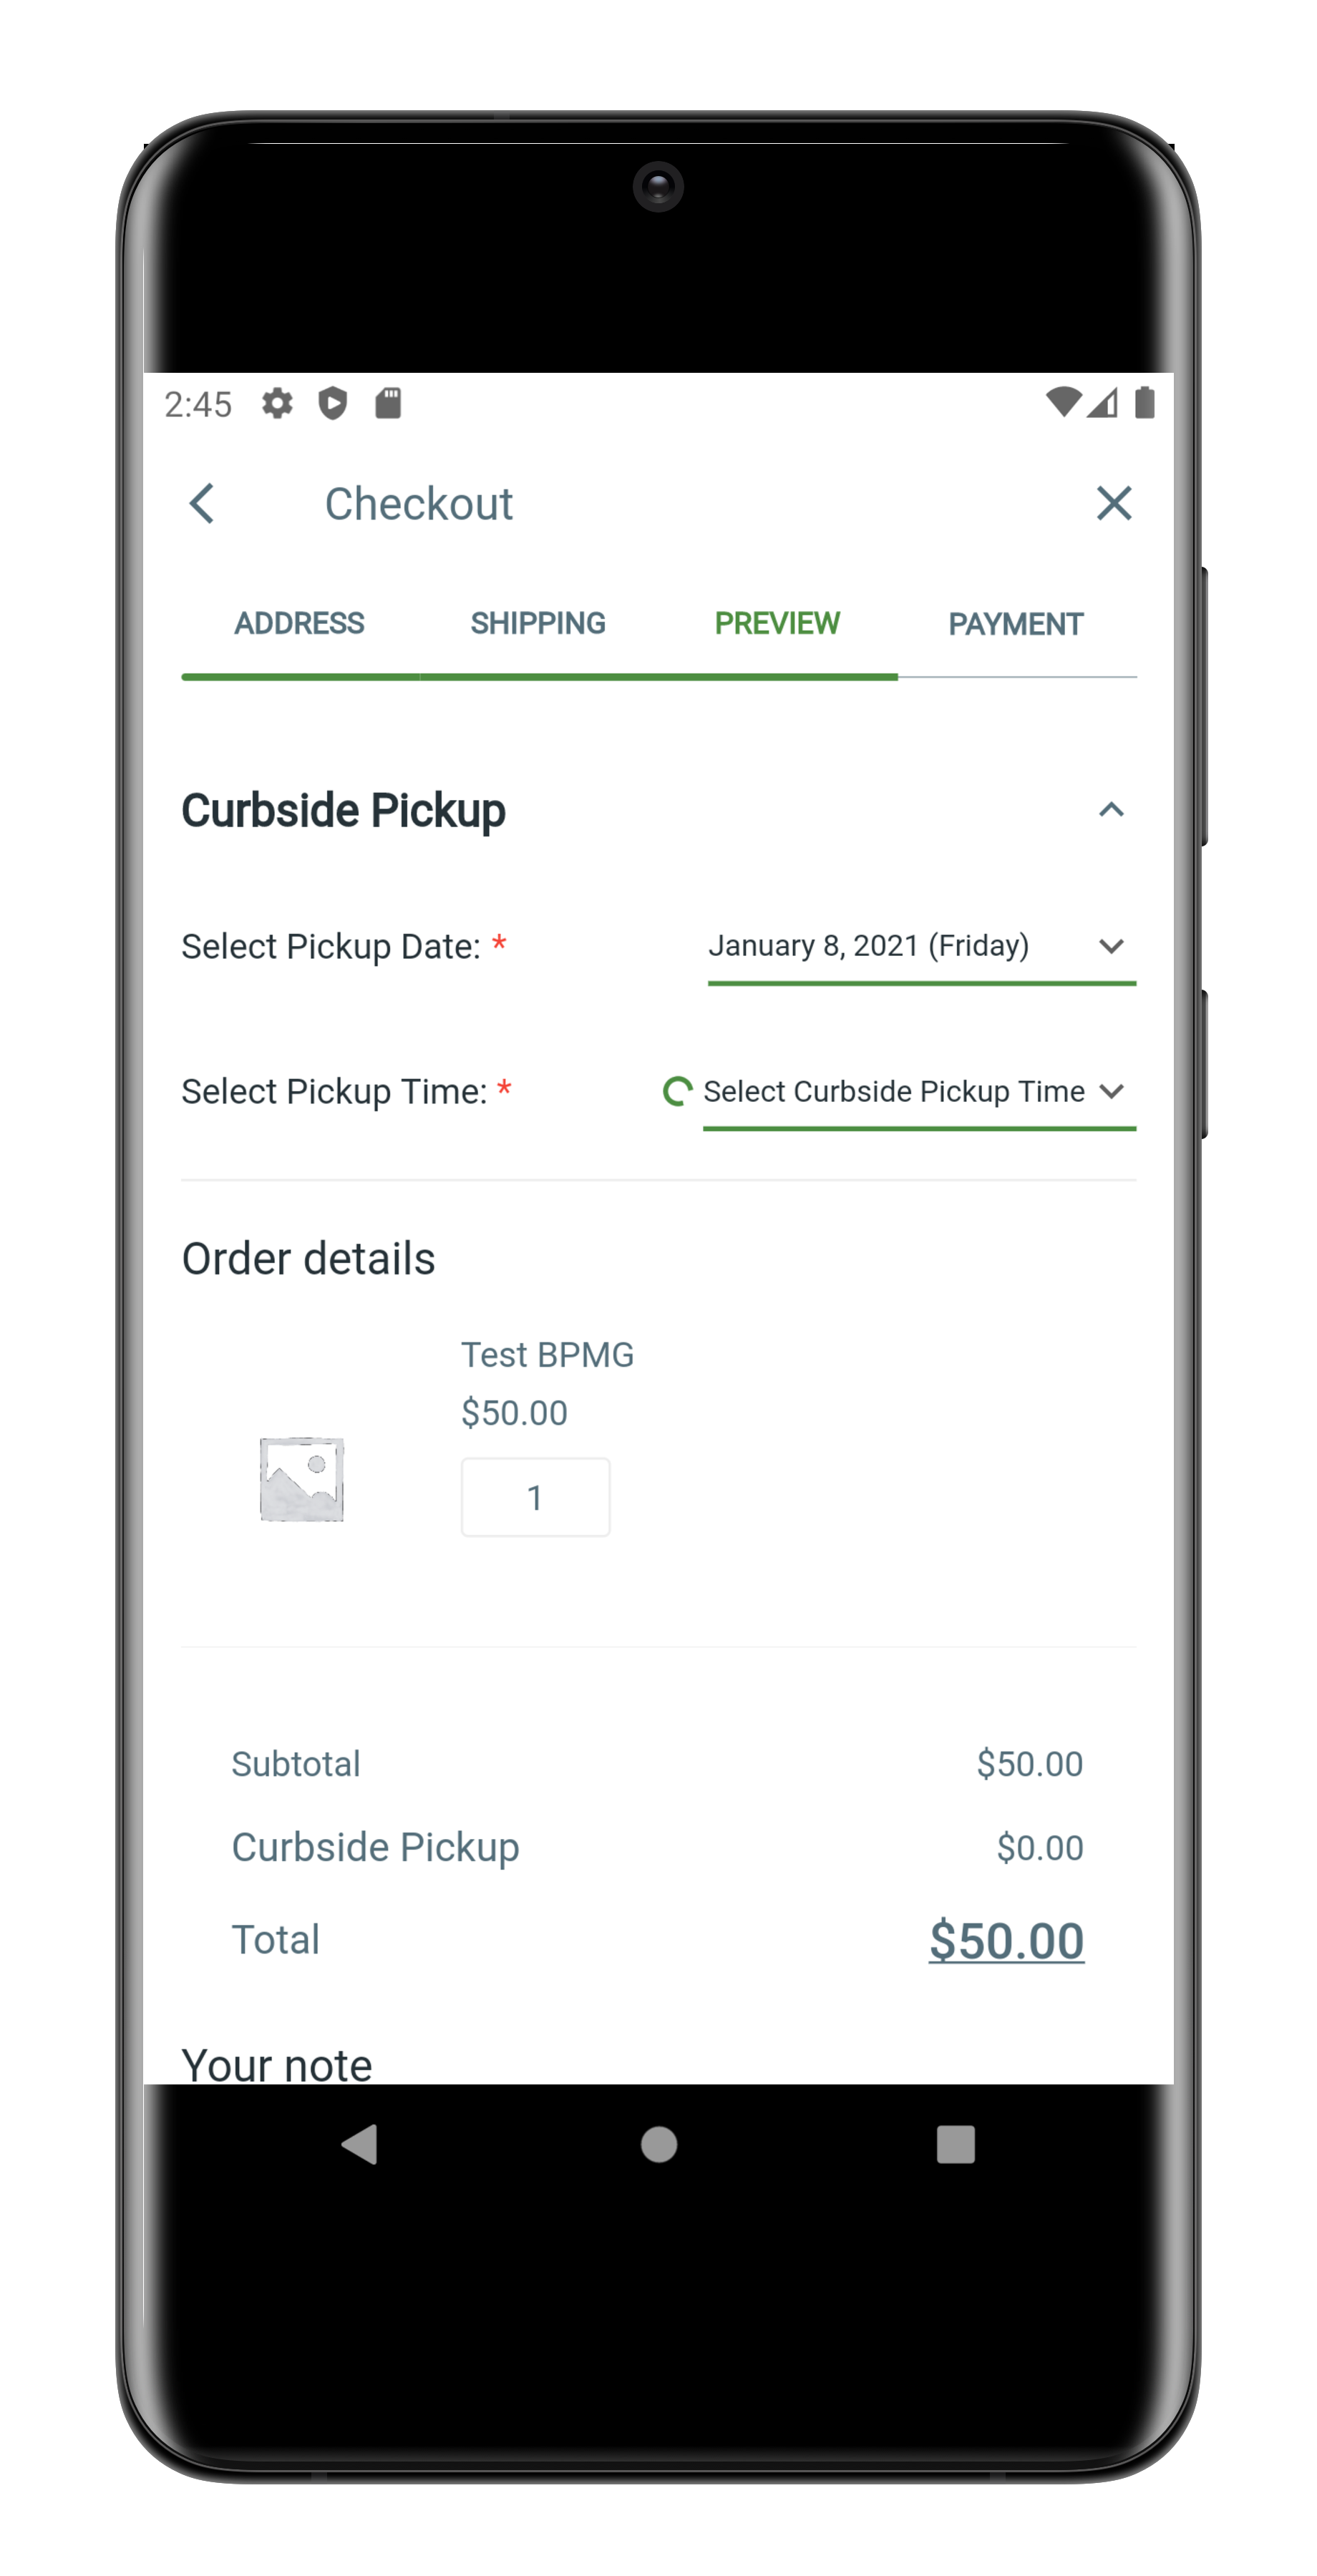 2:45
Checkout
ADDRESS SHIPPING PREVIEW PAYMENT
Curbside Pickup
Select Pickup Date: * January 8, 2021 (Friday)
Select Pickup Time: * Select Curbside Pickup Time
Order details
Test BPMG
$50.00
1
Subtotal $50.00
Curbside Pickup $0.00
Total $50.00
Your note